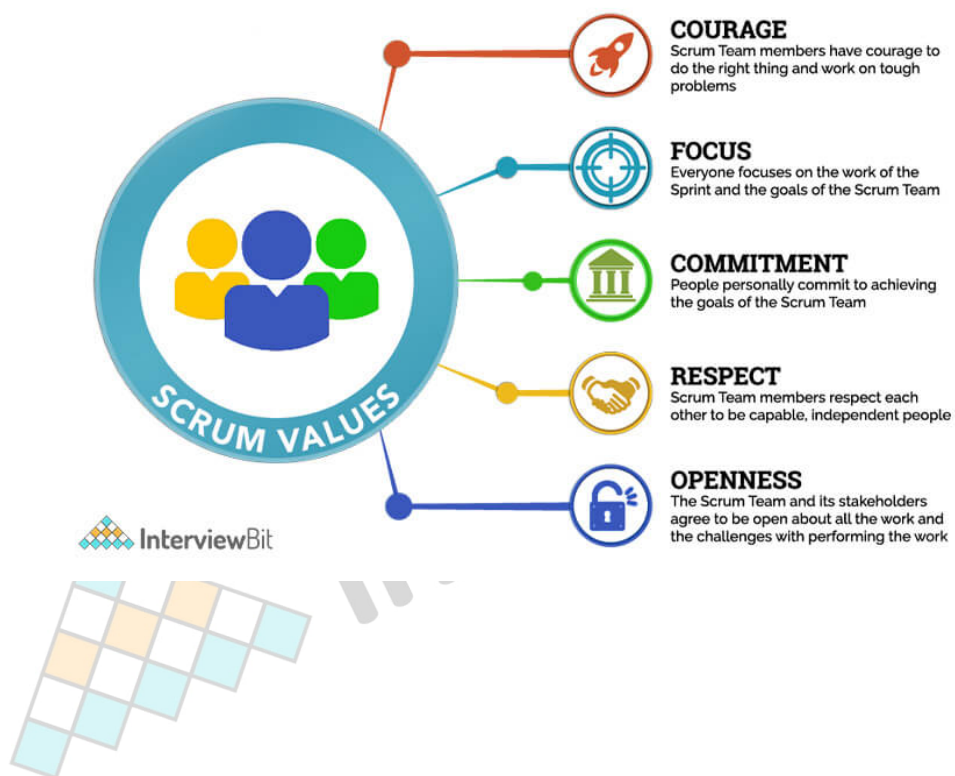 COURAGE
Scrum Team members have courage to
do the right thing and work on tough
problems
FOCUS
Everyone focuses on the work of the
Sprint and the goals of the Scrum Team
COMMITMENT
People personally commit to achieving
the goals of the Scrum Team
RESPECT
Scrum Team members respect each
other to be capable, independent people
OPENNESS
The Scrum Team and its stakeholders
agree to be open about all the work and
the challenges with performing the work
SCRUM VALUES
InterviewBit